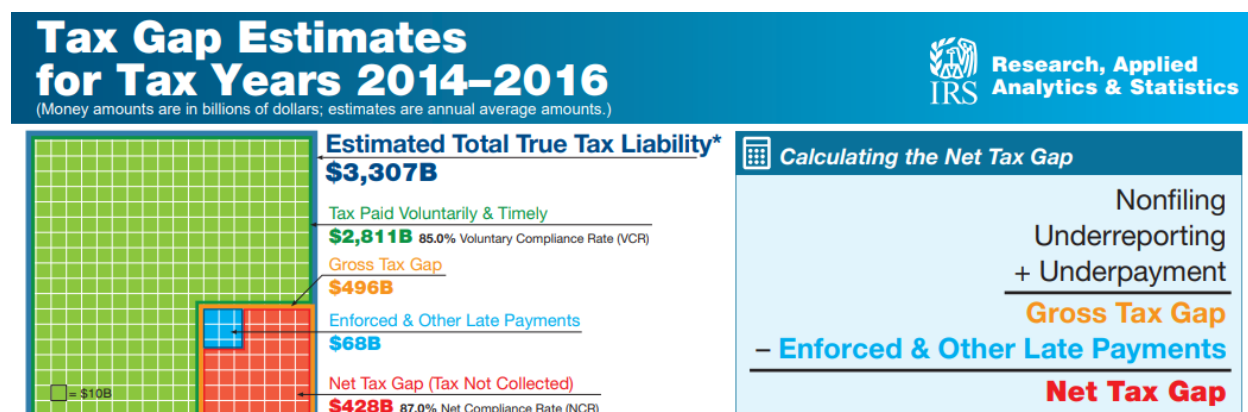 Tax Gap Estimates
for Tax Years 2014–2016
(Money amounts are in billions of dollars; estimates are annual average amounts.)
IRS
Research, Applied
Analytics & Statistics
Estimated Total True Tax Liability*
$3,307B
Tax Paid Voluntarily & Timely
$2,811B 85.0% Voluntary Compliance Rate (VCR)
Gross Tax Gap
$496B
Enforced & Other Late Payments
$68B
Net Tax Gap (Tax Not Collected)
$428B 87.0% Net Compliance Rate (NCR)
= $10B
Calculating the Net Tax Gap
Nonfiling
Underreporting
+ Underpayment
Gross Tax Gap
– Enforced & Other Late Payments
Net Tax Gap